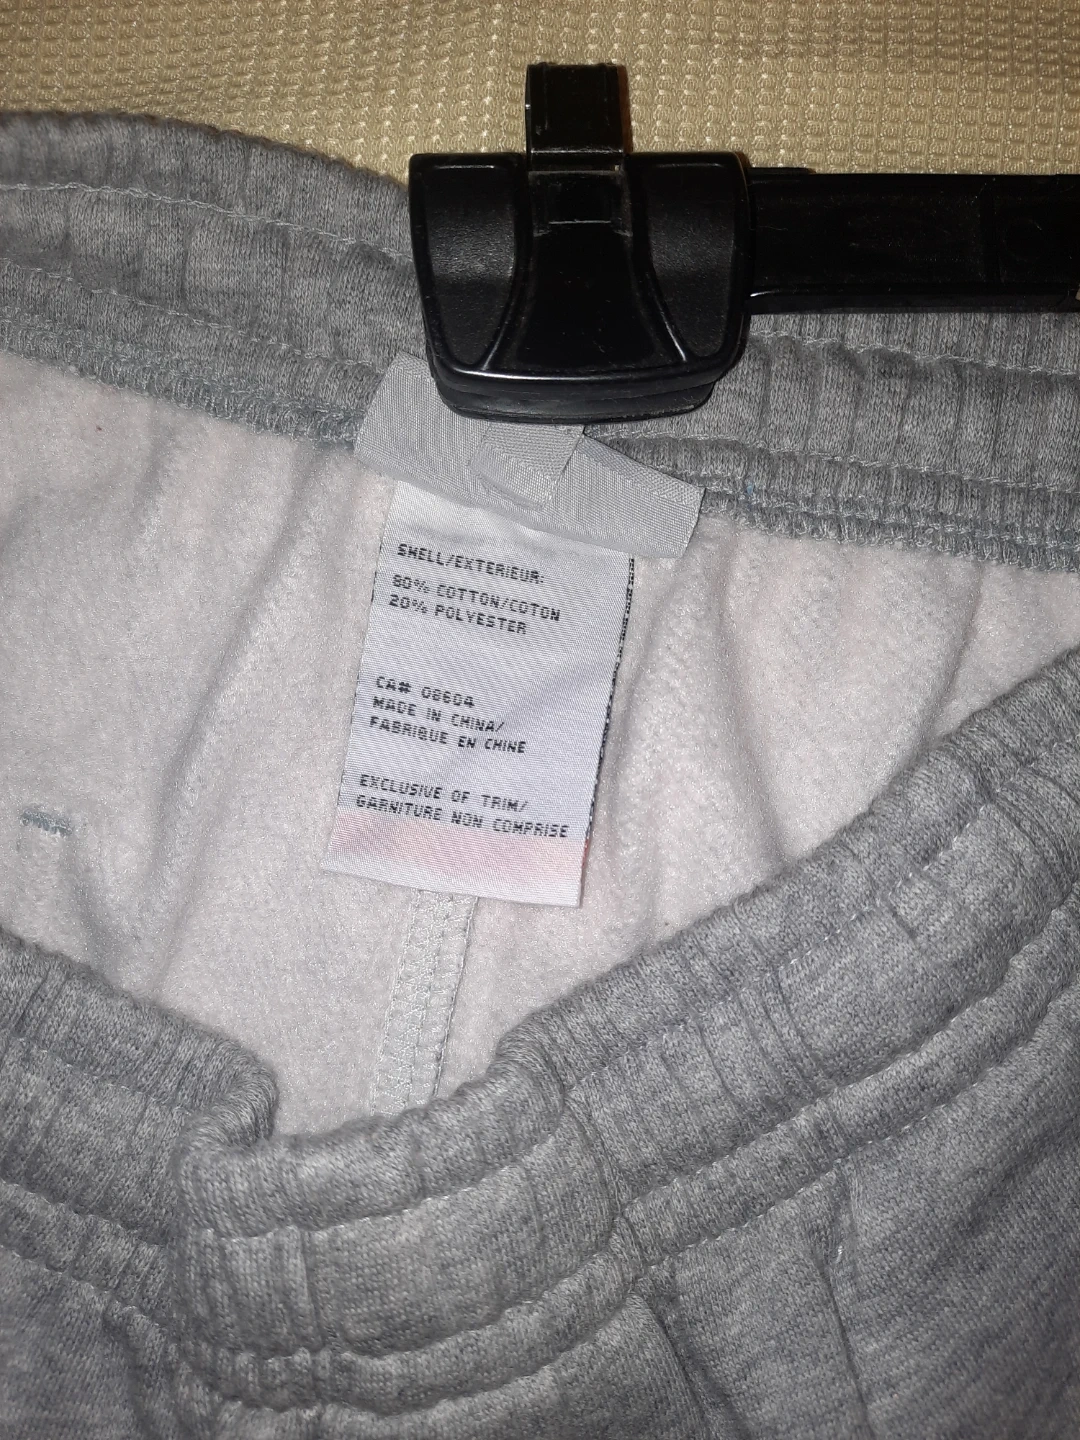 SHELL/EXTERIEUR:
80% COTTON/COTON
20% POLYESTER
CA# 08604
MADE IN CHINA/
FABRIQUE EN CHINE
EXCLUSIVE OF TRIM/
GARNITURE NON COMPRISE